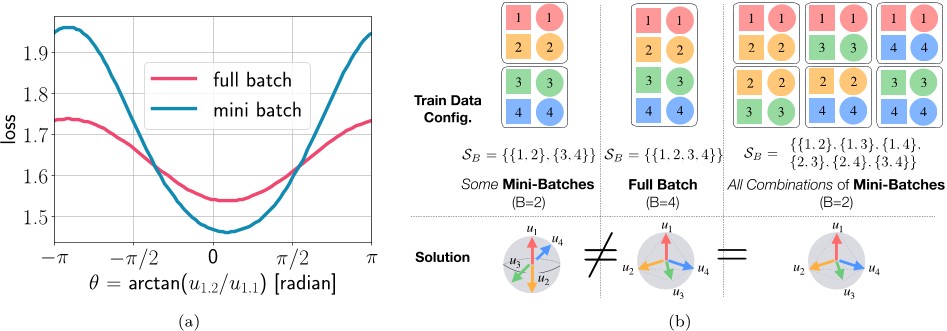 1.9
1.8
1.7
1.6
1.5
loss
full batch
mini batch
−π
−π/2
0
π/2
π
θ = arctan(u1.2/u1.1) [radian]
(a)
Train Data
Config.
1 1
2 2
3 3
4 4
1 1
2 2
3 3
4 4
1 1 1 1 1 1
2 2 3 3 4 4
2 2 2 2 3 3
3 3 4 4 4 4
S_B = {{1.2}.{3.4}}
S_B = {{1.2.3.4}}
S_B = {{1.2}.{1.3}.{1.4}.
{2.3}.{2.4}.{3.4}}
Some Mini-Batches
(B=2)
Full Batch
(B=4)
All Combinations of Mini-Batches
(B=2)
Solution
u1
u4
u3
u2
≠
u1
u2
u4
u3
=
u1
u2
u4
u3
(b)